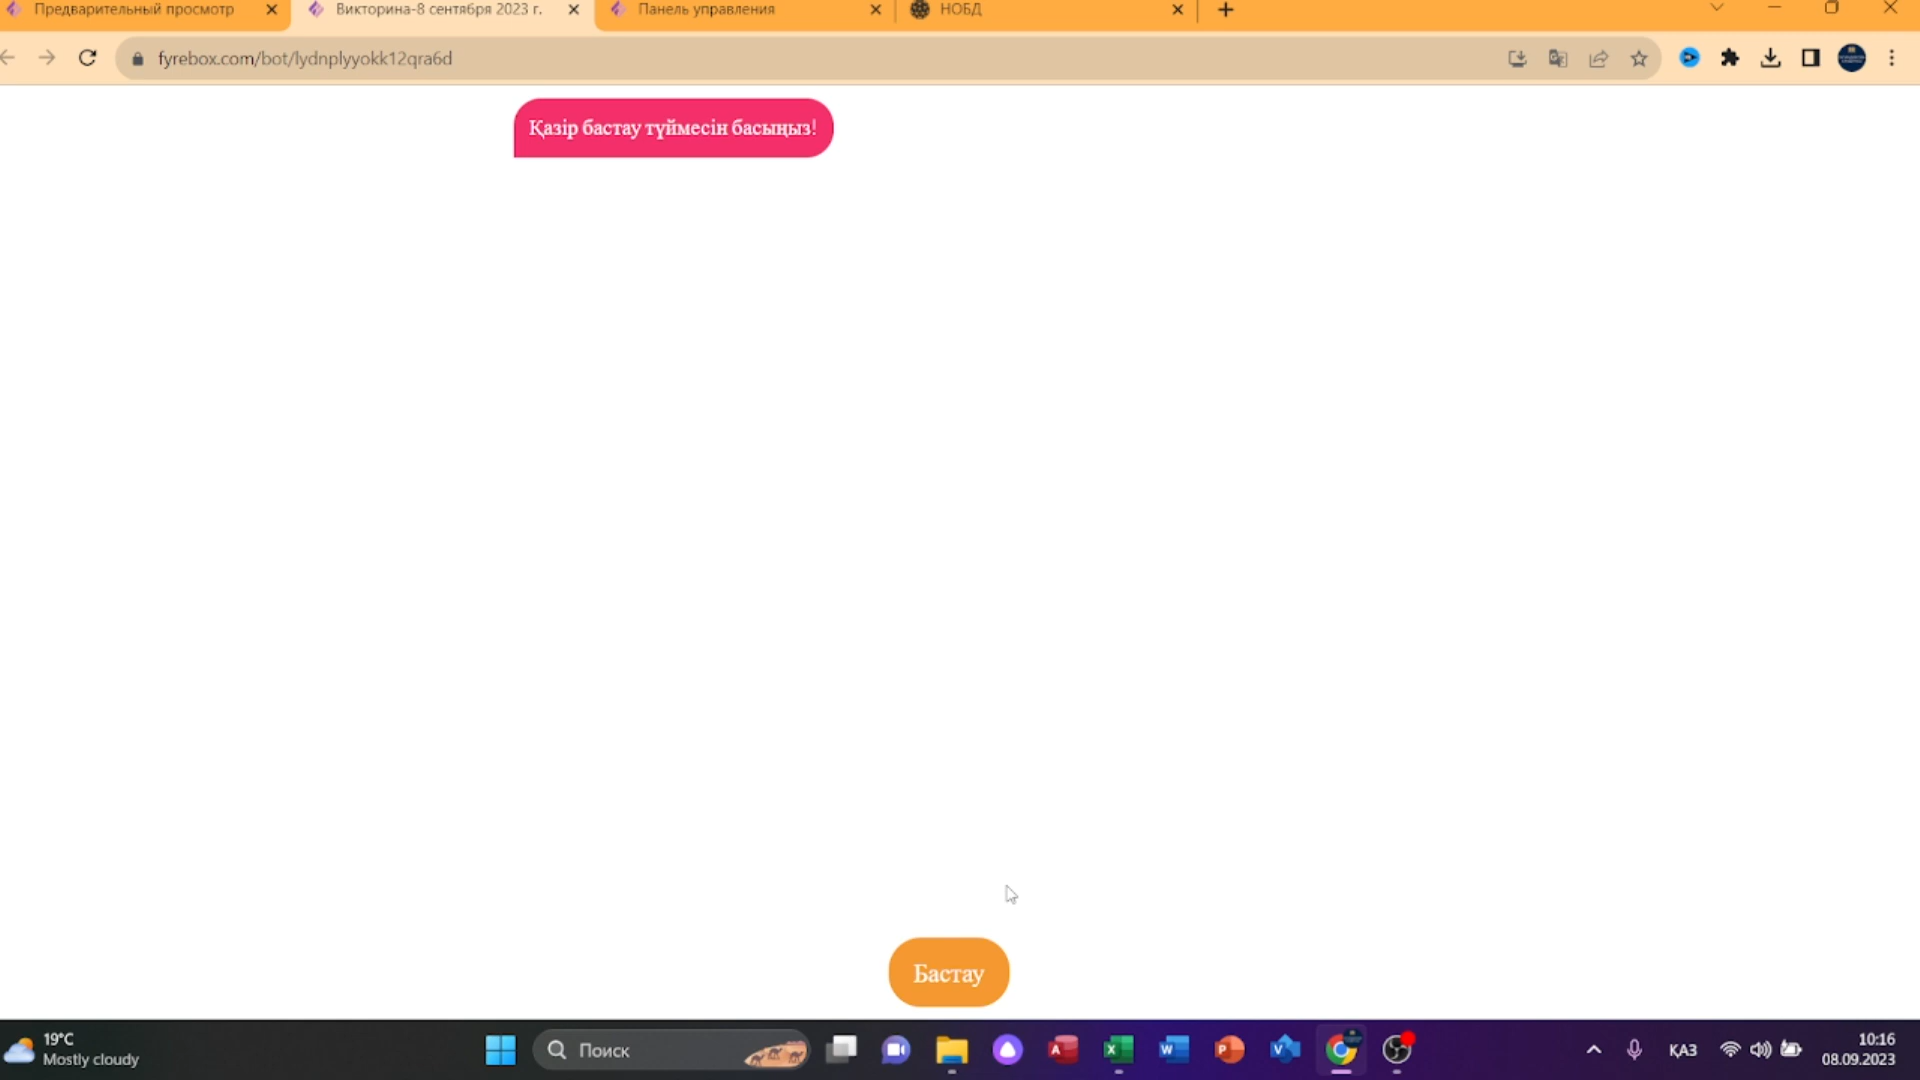 Предварительный просмотр
Викторина-8 сентября 2023 г.
Панель управления
НОБД
fyrebox.com/bot/lydnplyyokk12qra6d
Қазір бастау түймесін басыңыз!
Бастау
19°C
Mostly cloudy
Поиск
ҚАЗ
10:16
08.09.2023